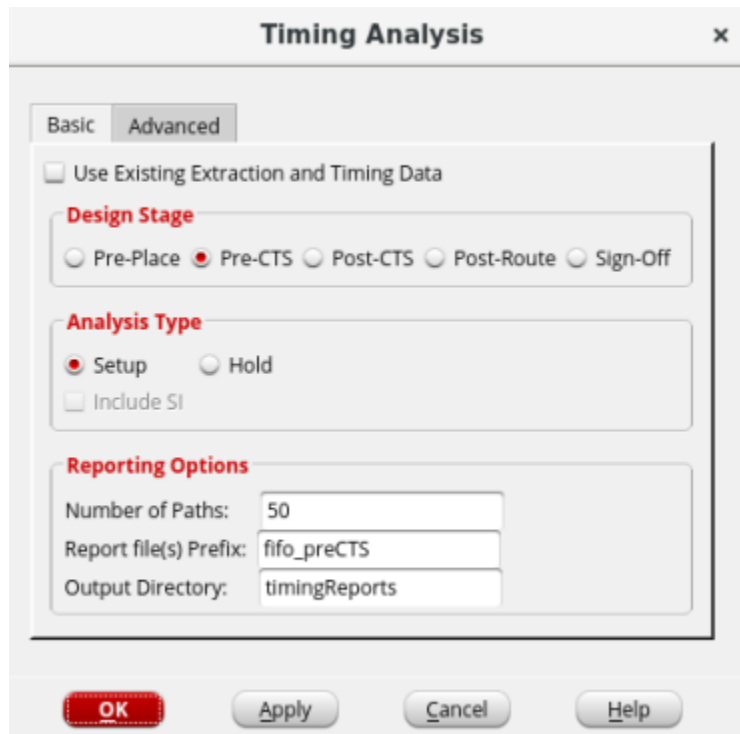 Timing Analysis ×
Basic Advanced
Use Existing Extraction and Timing Data
Design Stage
Pre-Place Pre-CTS Post-CTS Post-Route Sign-Off
Analysis Type
Setup Hold
Include SI
Reporting Options
Number of Paths: 50
Report file(s) Prefix: fifo_preCTS
Output Directory: timingReports
OK Apply Cancel Help